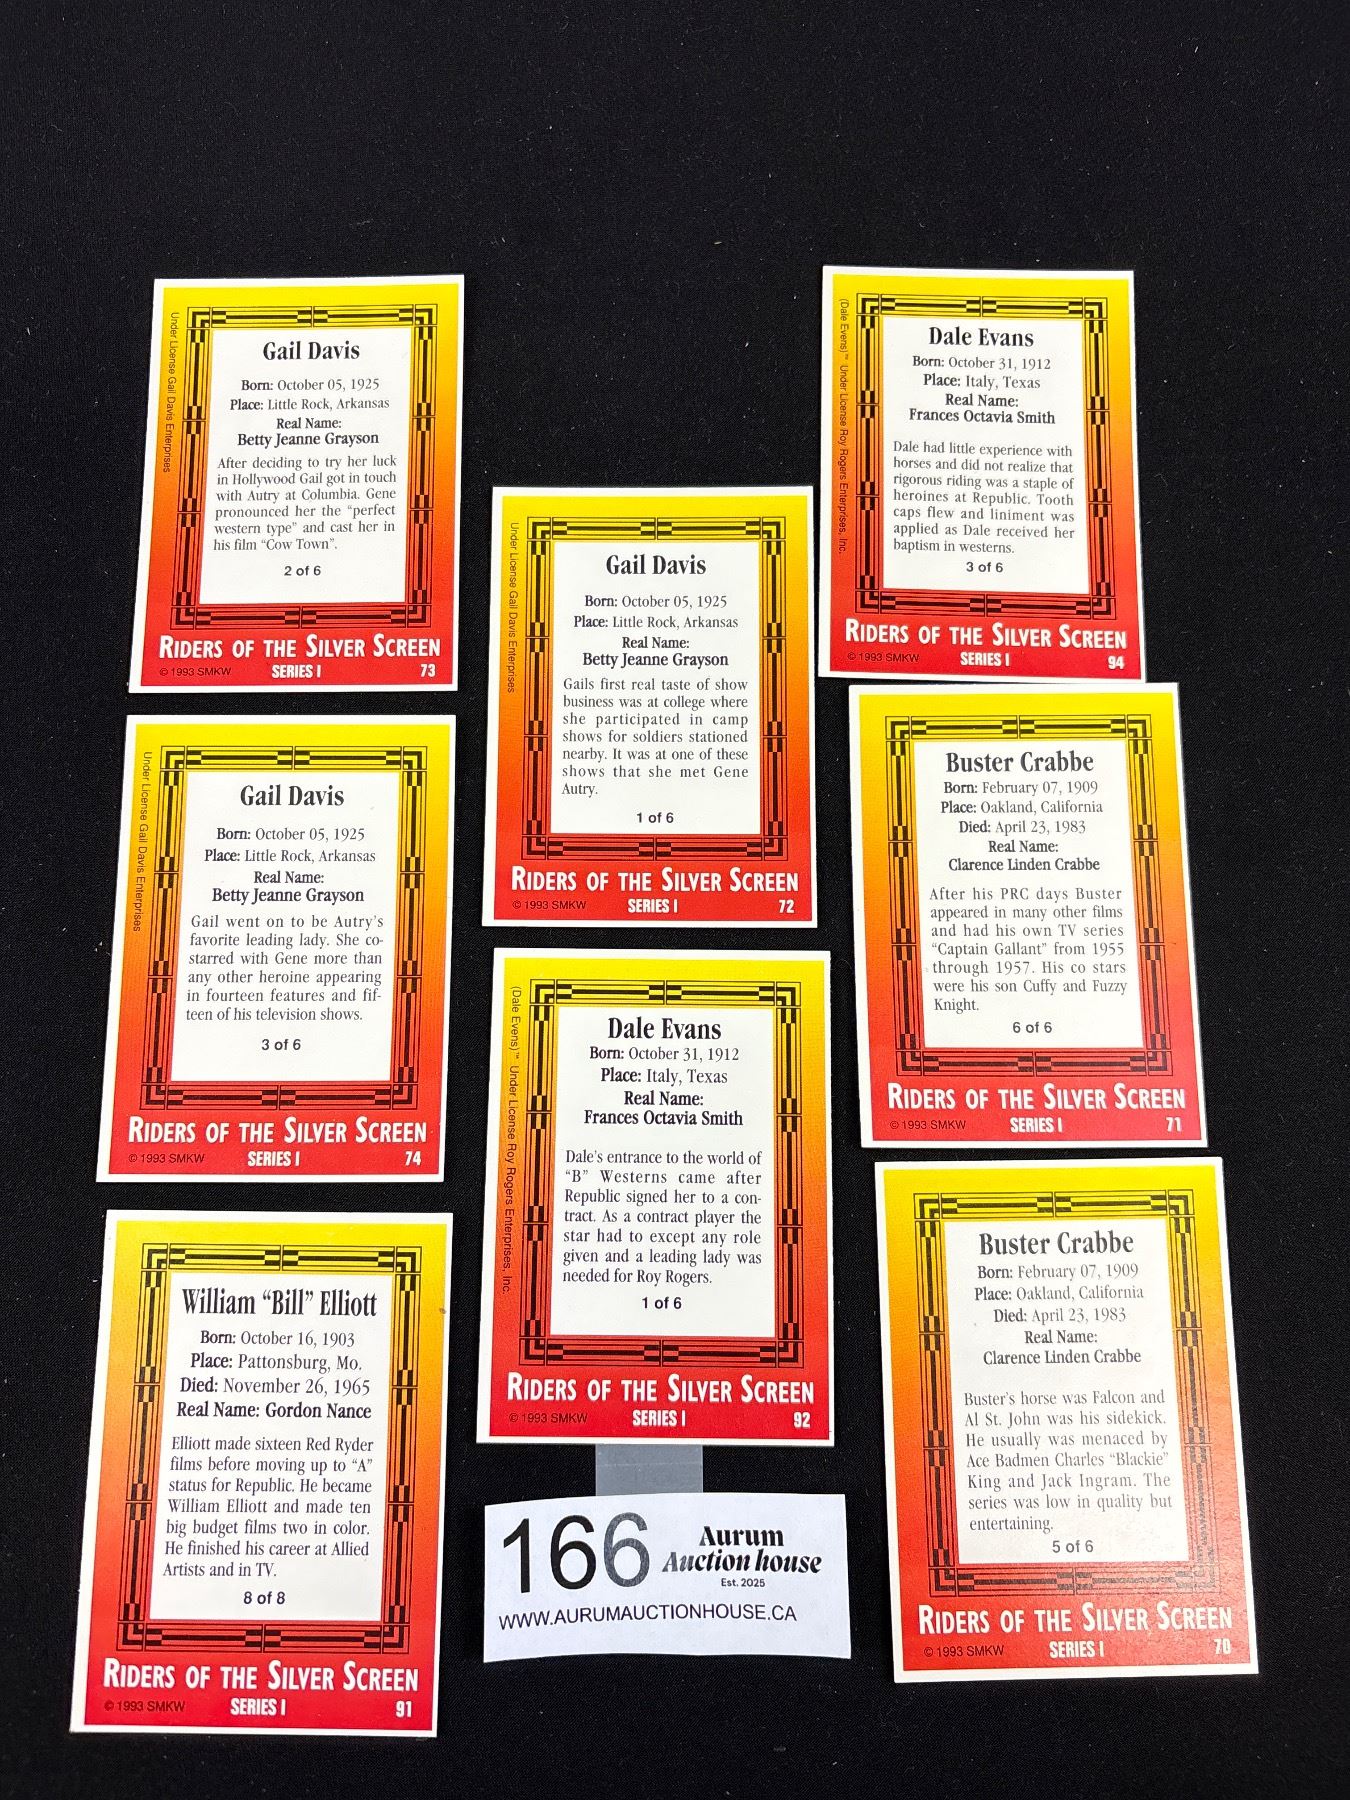 Under License Gail Davis Enterprises
Gail Davis
Born: October 05, 1925
Place: Little Rock, Arkansas
Real Name:
Betty Jeanne Grayson
After deciding to try her luck
in Hollywood Gail got in touch
with Autry at Columbia. Gene
pronounced her the "perfect
western type" and cast her in
his film "Cow Town".
2 of 6
RIDERS OF THE SILVER SCREEN
© 1993 SMKW SERIES I 73
(Dale Evens)™ Under License Roy Rogers Enterprises, Inc.
Dale Evans
Born: October 31, 1912
Place: Italy, Texas
Real Name:
Frances Octavia Smith
Dale had little experience with
horses and did not realize that
rigorous riding was a staple of
heroines at Republic. Tooth
caps flew and liniment was
applied as Dale received her
baptism in westerns.
3 of 6
RIDERS OF THE SILVER SCREEN
© 1993 SMKW SERIES I 94
Under License Gail Davis Enterprises
Gail Davis
Born: October 05, 1925
Place: Little Rock, Arkansas
Real Name:
Betty Jeanne Grayson
Gails first real taste of show
business was at college where
she participated in camp
shows for soldiers stationed
nearby. It was at one of these
shows that she met Gene
Autry.
1 of 6
RIDERS OF THE SILVER SCREEN
© 1993 SMKW SERIES I 72
Under License Gail Davis Enterprises
Gail Davis
Born: October 05, 1925
Place: Little Rock, Arkansas
Real Name:
Betty Jeanne Grayson
Gail went on to be Autry's
favorite leading lady. She co-
starred with Gene more than
any other heroine appearing
in fourteen features and fif-
teen of his television shows.
3 of 6
RIDERS OF THE SILVER SCREEN
© 1993 SMKW SERIES I 74
Buster Crabbe
Born: February 07, 1909
Place: Oakland, California
Died: April 23, 1983
Real Name:
Clarence Linden Crabbe
After his PRC days Buster
appeared in many other films
and had his own TV series
"Captain Gallant" from 1955
through 1957. His co stars
were his son Cuffy and Fuzzy
Knight.
6 of 6
RIDERS OF THE SILVER SCREEN
© 1993 SMKW SERIES I 71
(Dale Evens)™ Under License Roy Rogers Enterprises, Inc.
Dale Evans
Born: October 31, 1912
Place: Italy, Texas
Real Name:
Frances Octavia Smith
Dale's entrance to the world of
"B" Westerns came after
Republic signed her to a con-
tract. As a contract player the
star had to except any role
given and a leading lady was
needed for Roy Rogers.
1 of 6
RIDERS OF THE SILVER SCREEN
© 1993 SMKW SERIES I 92
William "Bill" Elliott
Born: October 16, 1903
Place: Pattonsburg, Mo.
Died: November 26, 1965
Real Name: Gordon Nance
Elliott made sixteen Red Ryder
films before moving up to "A"
status for Republic. He became
William Elliott and made ten
big budget films two in color.
He finished his career at Allied
Artists and in TV.
8 of 8
RIDERS OF THE SILVER SCREEN
© 1993 SMKW SERIES I 91
Buster Crabbe
Born: February 07, 1909
Place: Oakland, California
Died: April 23, 1983
Real Name:
Clarence Linden Crabbe
Buster's horse was Falcon and
Al St. John was his sidekick.
He usually was menaced by
Ace Badmen Charles "Blackie"
King and Jack Ingram. The
series was low in quality but
entertaining.
5 of 6
RIDERS OF THE SILVER SCREEN
© 1993 SMKW SERIES I 70
166
Aurum
Auction house
Est. 2025
WWW.AURUMAUCTIONHOUSE.CA